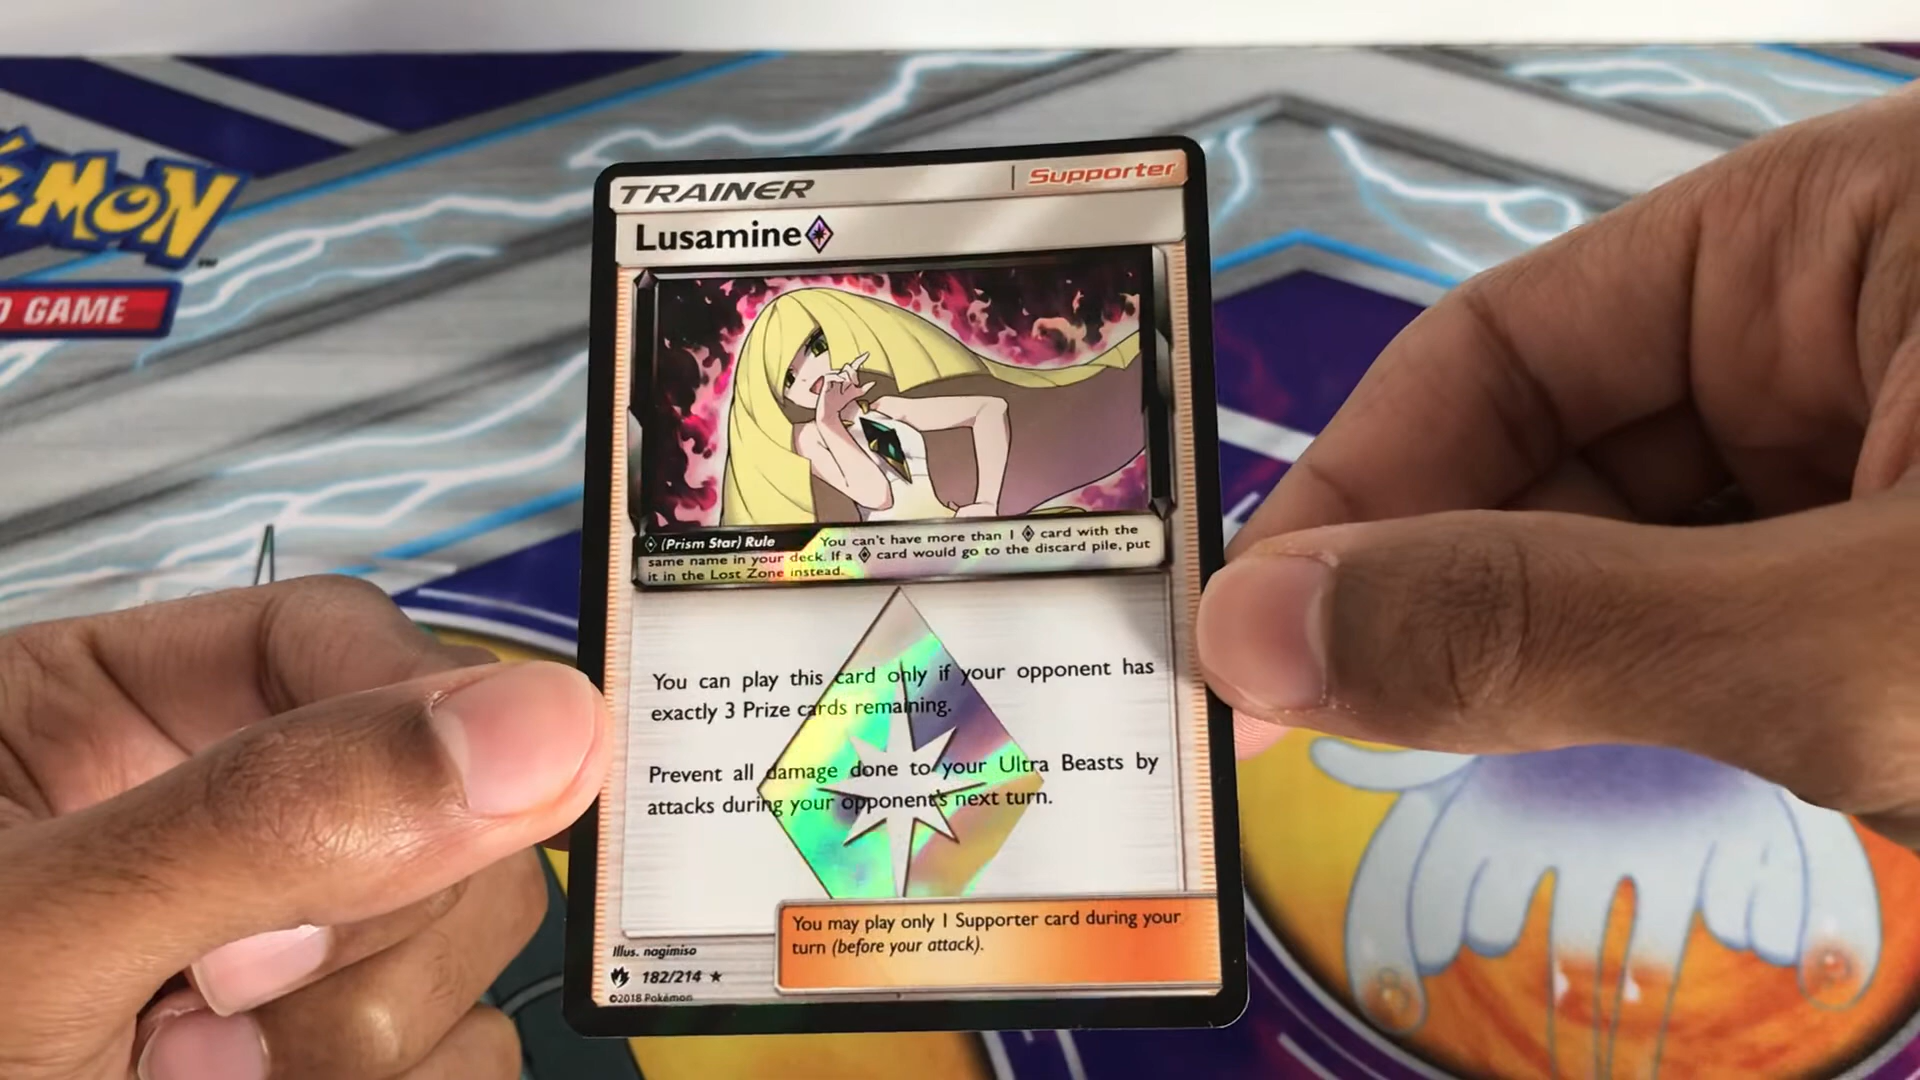 éMON
TM
D GAME
TRAINER
Supporter
Lusamine
(Prism Star) Rule You can't have more than 1 card with the
same name in your deck. If a card would go to the discard pile, put
it in the Lost Zone instead.
You can play this card only if your opponent has
exactly 3 Prize cards remaining.
Prevent all damage done to your Ultra Beasts by
attacks during your opponent's next turn.
You may play only 1 Supporter card during your
turn (before your attack).
Illus. nagimiso
182/214 ★
©2018 Pokémon